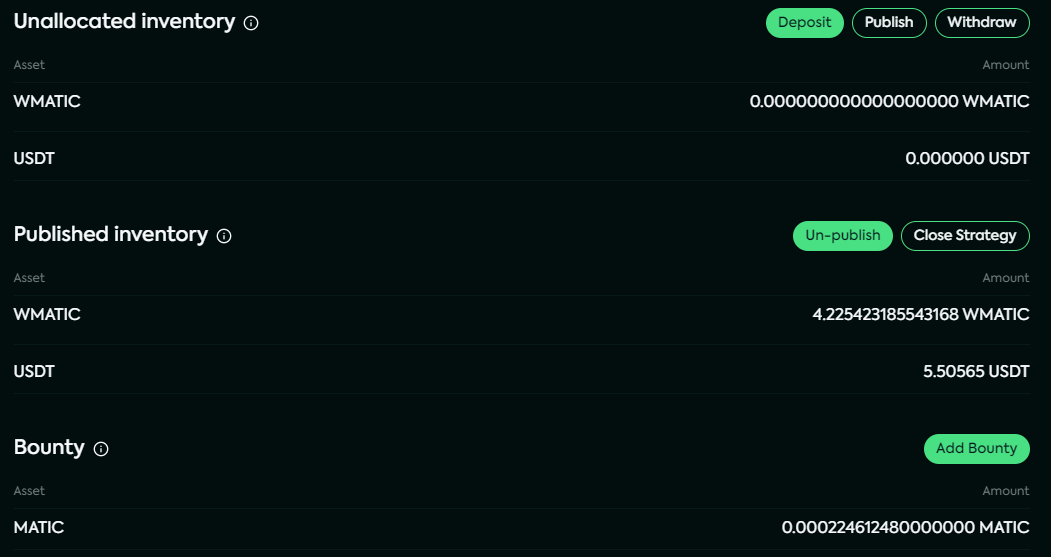 Unallocated inventory Deposit Publish Withdraw
Asset Amount
WMATIC 0.000000000000000000 WMATIC
USDT 0.000000 USDT
Published inventory Un-publish Close Strategy
Asset Amount
WMATIC 4.225423185543168 WMATIC
USDT 5.50565 USDT
Bounty Add Bounty
Asset Amount
MATIC 0.000224612480000000 MATIC